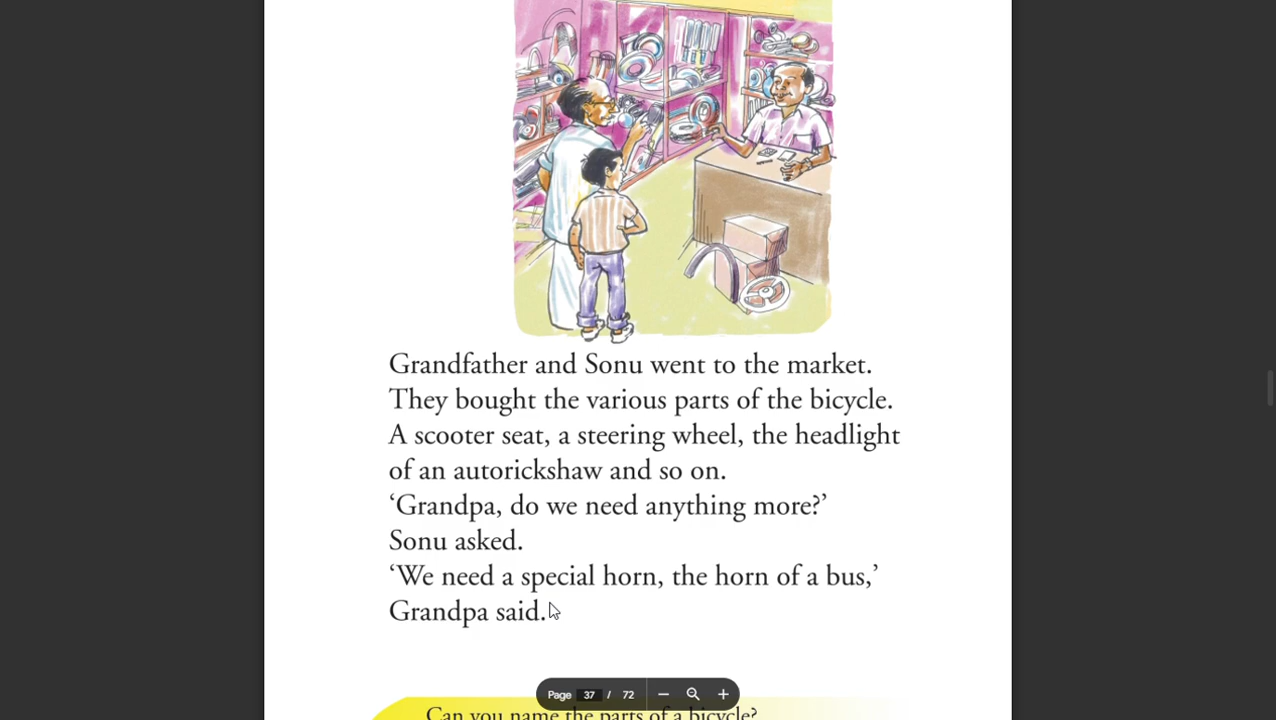 Grandfather and Sonu went to the market.
They bought the various parts of the bicycle.
A scooter seat, a steering wheel, the headlight
of an autorickshaw and so on.
‘Grandpa, do we need anything more?’
Sonu asked.
‘We need a special horn, the horn of a bus,’
Grandpa said.
Page 37 / 72
Can you name the parts of a bicycle?